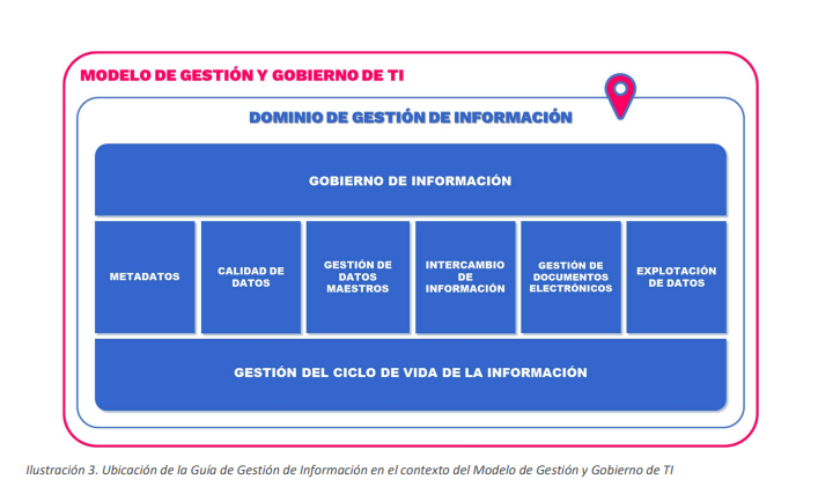 MODELO DE GESTIÓN Y GOBIERNO DE TI
DOMINIO DE GESTIÓN DE INFORMACIÓN
GOBIERNO DE INFORMACIÓN
METADATOS
CALIDAD DE
DATOS
GESTIÓN DE
DATOS
MAESTROS
INTERCAMBIO
DE
INFORMACIÓN
GESTIÓN DE
DOCUMENTOS
ELECTRÓNICOS
EXPLOTACIÓN
DE DATOS
GESTIÓN DEL CICLO DE VIDA DE LA INFORMACIÓN
Ilustración 3. Ubicación de la Guía de Gestión de Información en el contexto del Modelo de Gestión y Gobierno de TI